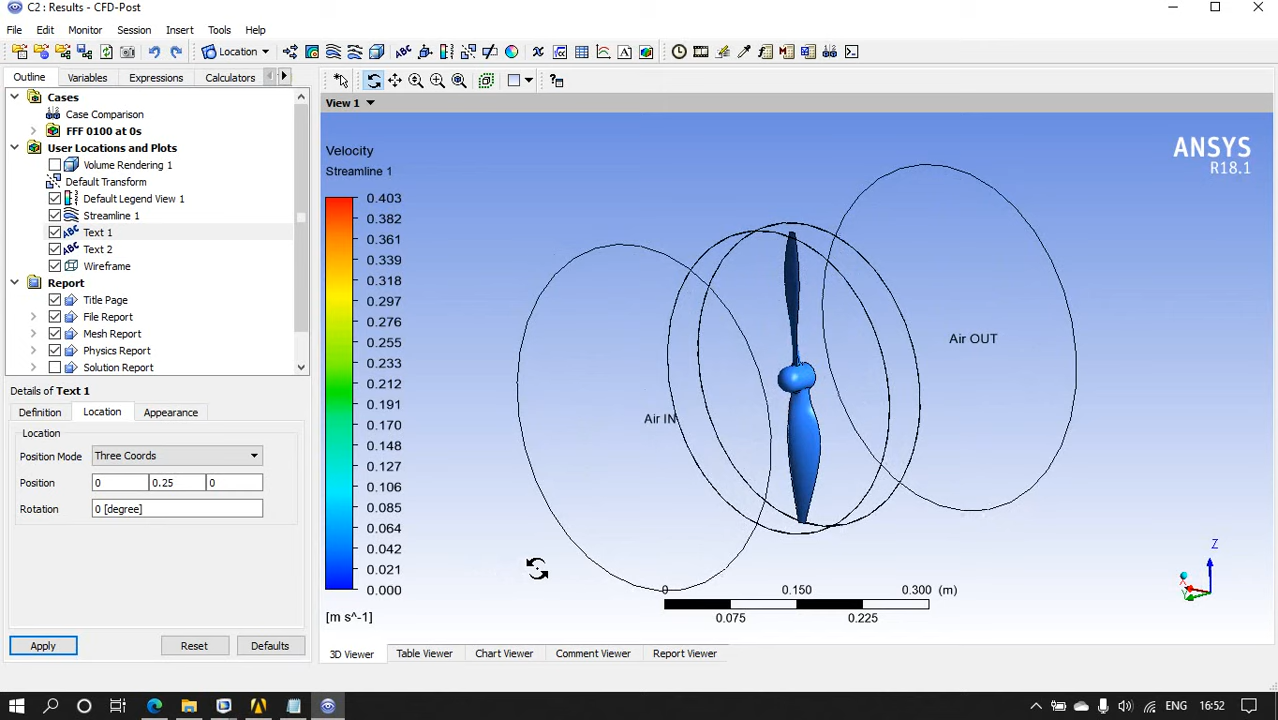 C2 : Results - CFD-Post
File Edit Monitor Session Insert Tools Help
Location
Outline Variables Expressions Calculators
View 1
Cases
Case Comparison
FFF 0100 at 0s
User Locations and Plots
Volume Rendering 1
Default Transform
Default Legend View 1
Streamline 1
Text 1
Text 2
Wireframe
Report
Title Page
File Report
Mesh Report
Physics Report
Solution Report
Details of Text 1
Definition Location Appearance
Location
Position Mode Three Coords
Position 0 0.25 0
Rotation 0 [degree]
Apply Reset Defaults
Velocity
Streamline 1
0.403
0.382
0.361
0.339
0.318
0.297
0.276
0.255
0.233
0.212
0.191
0.170
0.148
0.127
0.106
0.085
0.064
0.042
0.021
0.000
[m s^-1]
ANSYS
R18.1
Air OUT
Air IN
0 0.150 0.300 (m)
0.075 0.225
Z
X
Y
3D Viewer Table Viewer Chart Viewer Comment Viewer Report Viewer
ENG 16:52